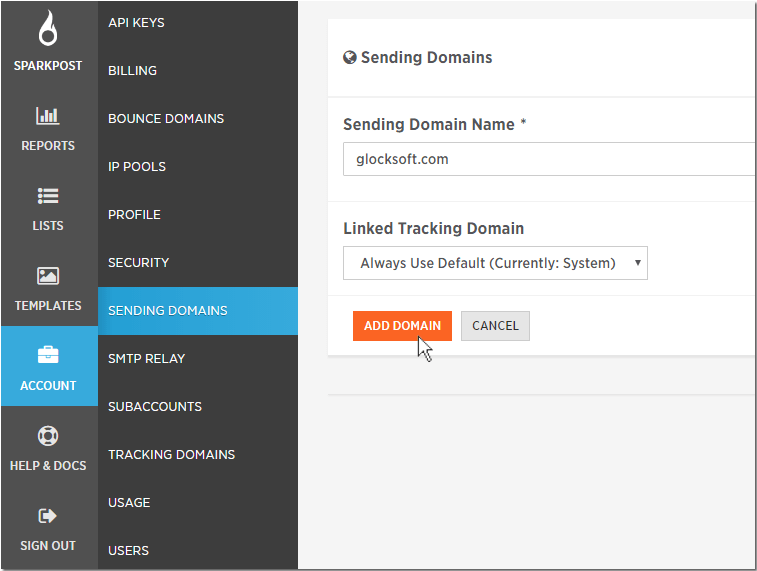 SPARKPOST
REPORTS
LISTS
TEMPLATES
ACCOUNT
HELP & DOCS
SIGN OUT
API KEYS
BILLING
BOUNCE DOMAINS
IP POOLS
PROFILE
SECURITY
SENDING DOMAINS
SMTP RELAY
SUBACCOUNTS
TRACKING DOMAINS
USAGE
USERS
Sending Domains
Sending Domain Name *
glocksoft.com
Linked Tracking Domain
Always Use Default (Currently: System)
ADD DOMAIN CANCEL